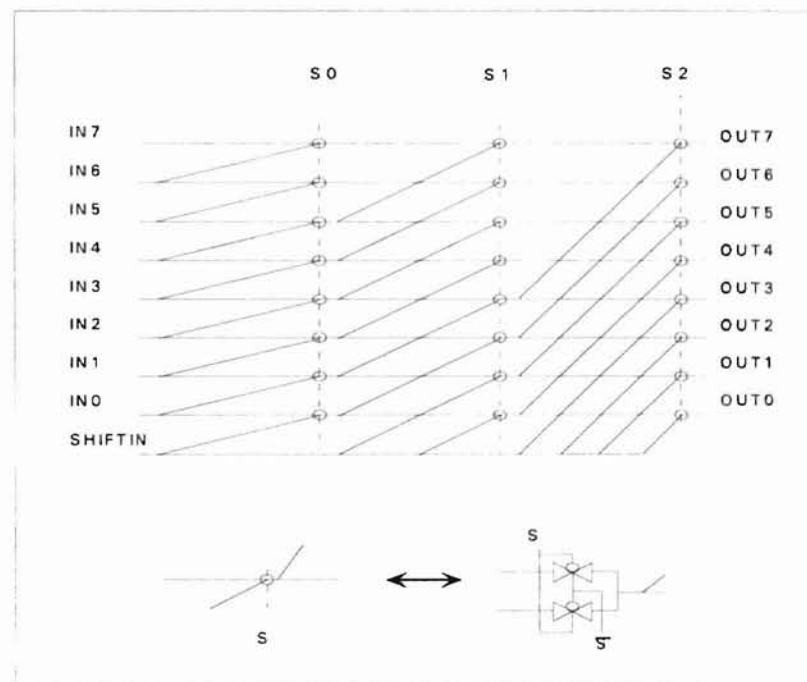 S0 S1 S2
IN7 OUT7
IN6 OUT6
IN5 OUT5
IN4 OUT4
IN3 OUT3
IN2 OUT2
IN1 OUT1
IN0 OUT0
SHIFTIN
S
S
S̅